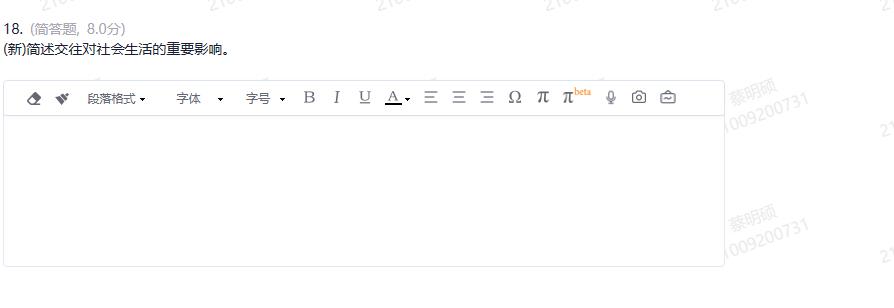 18. (简答题, 8.0分)
(新)简述交往对社会生活的重要影响。
段落格式 字体 字号 B I U A Ω π π beta
蔡明硕
1009200731
蔡明硕
1009200731